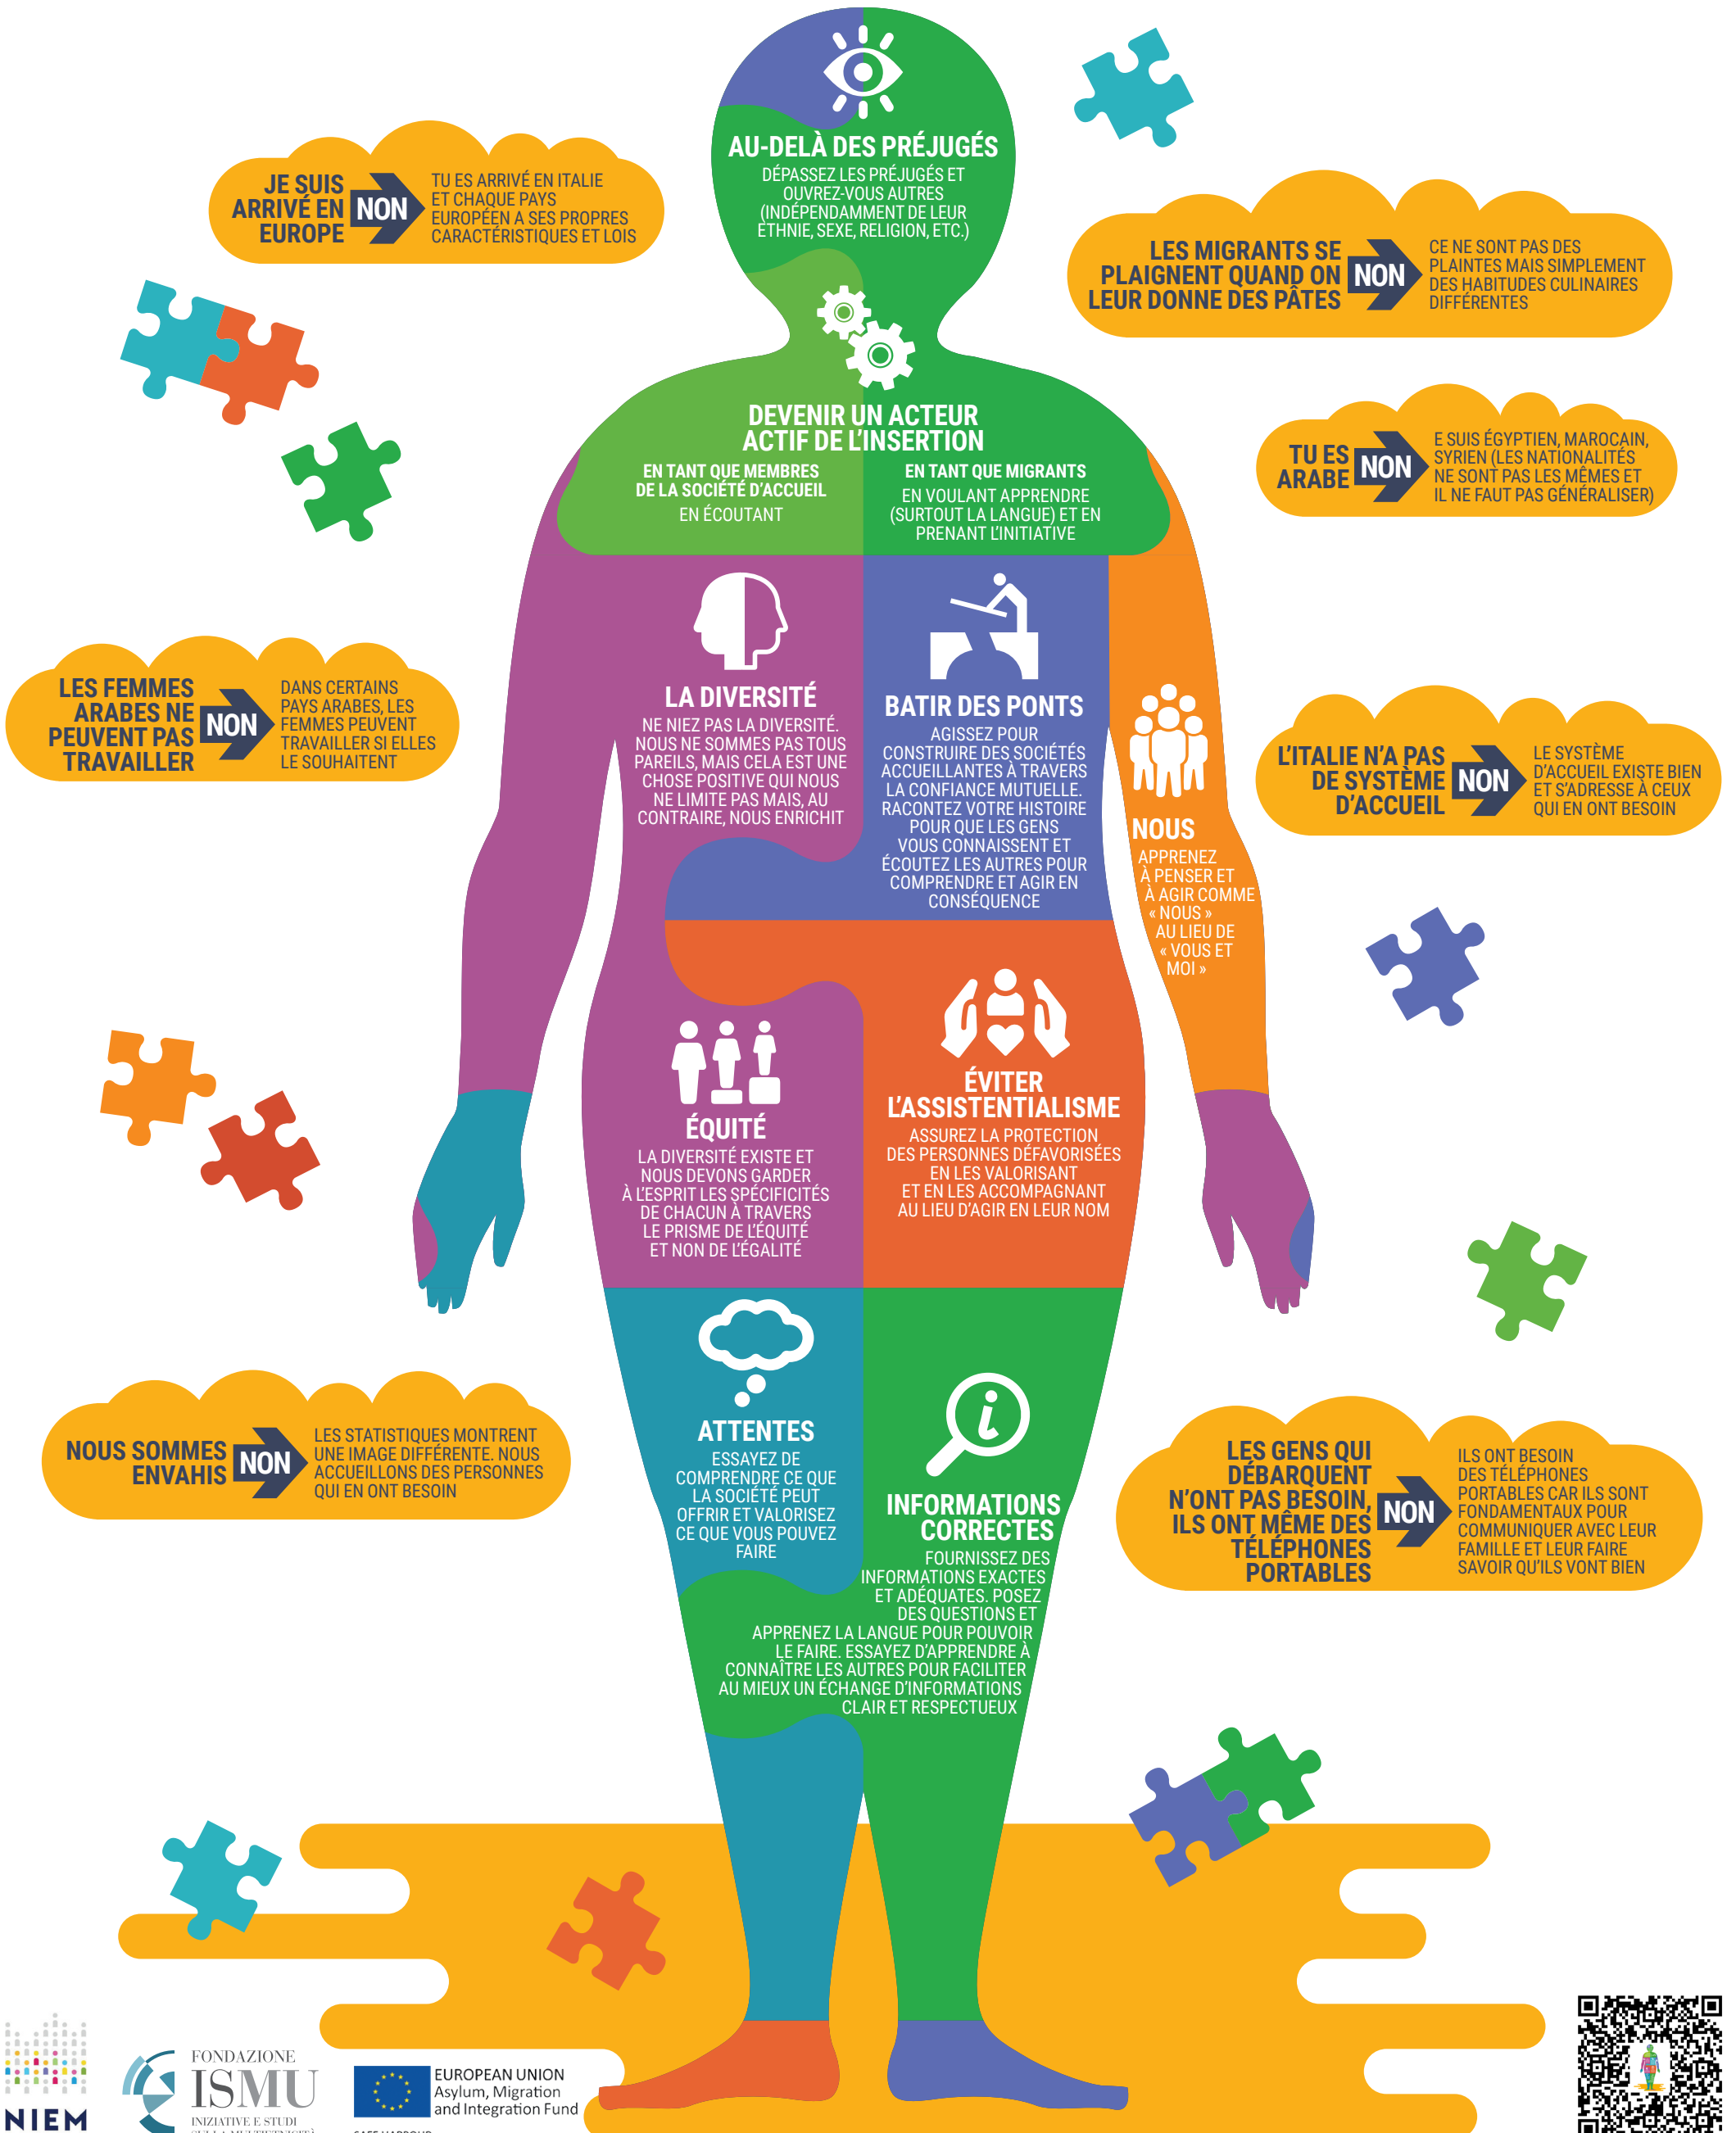 AU-DELÀ DES PRÉJUGÉS
DÉPASSEZ LES PRÉJUGÉS ET
OUVREZ-VOUS AUTRES
(INDÉPENDAMMENT DE LEUR
ETHNIE, SEXE, RELIGION, ETC.)
JE SUIS
ARRIVÉ EN
EUROPE
NON
TU ES ARRIVÉ EN ITALIE
ET CHAQUE PAYS
EUROPÉEN A SES PROPRES
CARACTÉRISTIQUES ET LOIS
LES MIGRANTS SE
PLAIGNENT QUAND ON
LEUR DONNE DES PÂTES
NON
CE NE SONT PAS DES
PLAINTES MAIS SIMPLEMENT
DES HABITUDES CULINAIRES
DIFFÉRENTES
DEVENIR UN ACTEUR
ACTIF DE L'INSERTION
EN TANT QUE MEMBRES
DE LA SOCIÉTÉ D'ACCUEIL
EN ÉCOUTANT
EN TANT QUE MIGRANTS
EN VOULANT APPRENDRE
(SURTOUT LA LANGUE) ET EN
PRENANT L'INITIATIVE
TU ES
ARABE
NON
E SUIS ÉGYPTIEN, MAROCAIN,
SYRIEN (LES NATIONALITÉS
NE SONT PAS LES MÊMES ET
IL NE FAUT PAS GÉNÉRALISER)
LES FEMMES
ARABES NE
PEUVENT PAS
TRAVAILLER
NON
DANS CERTAINS
PAYS ARABES, LES
FEMMES PEUVENT
TRAVAILLER SI ELLES
LE SOUHAITENT
LA DIVERSITÉ
NE NIEZ PAS LA DIVERSITÉ.
NOUS NE SOMMES PAS TOUS
PAREILS, MAIS CELA EST UNE
CHOSE POSITIVE QUI NOUS
NE LIMITE PAS MAIS, AU
CONTRAIRE, NOUS ENRICHIT
BATIR DES PONTS
AGISSEZ POUR
CONSTRUIRE DES SOCIÉTÉS
ACCUEILLANTES À TRAVERS
LA CONFIANCE MUTUELLE.
RACONTEZ VOTRE HISTOIRE
POUR QUE LES GENS
VOUS CONNAISSENT ET
ÉCOUTEZ LES AUTRES POUR
COMPRENDRE ET AGIR EN
CONSÉQUENCE
NOUS
APPRENEZ
À PENSER ET
À AGIR COMME
« NOUS »
AU LIEU DE
« VOUS ET
MOI »
L'ITALIE N'A PAS
DE SYSTÈME
D'ACCUEIL
NON
LE SYSTÈME
D'ACCUEIL EXISTE BIEN
ET S'ADRESSE À CEUX
QUI EN ONT BESOIN
ÉQUITÉ
LA DIVERSITÉ EXISTE ET
NOUS DEVONS GARDER
À L'ESPRIT LES SPÉCIFICITÉS
DE CHACUN À TRAVERS
LE PRISME DE L'ÉQUITÉ
ET NON DE L'ÉGALITÉ
ÉVITER
L'ASSISTENTIALISME
ASSUREZ LA PROTECTION
DES PERSONNES DÉFAVORISÉES
EN LES VALORISANT
ET EN LES ACCOMPAGNANT
AU LIEU D'AGIR EN LEUR NOM
NOUS SOMMES
ENVAHIS
NON
LES STATISTIQUES MONTRENT
UNE IMAGE DIFFÉRENTE. NOUS
ACCUEILLONS DES PERSONNES
QUI EN ONT BESOIN
ATTENTES
ESSAYEZ DE
COMPRENDRE CE QUE
LA SOCIÉTÉ PEUT
OFFRIR ET VALORISEZ
CE QUE VOUS POUVEZ
FAIRE
INFORMATIONS
CORRECTES
FOURNISSEZ DES
INFORMATIONS EXACTES
ET ADÉQUATES. POSEZ
DES QUESTIONS ET
APPRENEZ LA LANGUE POUR POUVOIR
LE FAIRE. ESSAYEZ D'APPRENDRE À
CONNAÎTRE LES AUTRES POUR FACILITER
AU MIEUX UN ÉCHANGE D'INFORMATIONS
CLAIR ET RESPECTUEUX
LES GENS QUI
DÉBARQUENT
N'ONT PAS BESOIN,
ILS ONT MÊME DES
TÉLÉPHONES
PORTABLES
NON
ILS ONT BESOIN
DES TÉLÉPHONES
PORTABLES CAR ILS SONT
FONDAMENTAUX POUR
COMMUNIQUER AVEC LEUR
FAMILLE ET LEUR FAIRE
SAVOIR QU'ILS VONT BIEN
NIEM
FONDAZIONE
ISMU
INIZIATIVE E STUDI
EUROPEAN UNION
Asylum, Migration
and Integration Fund